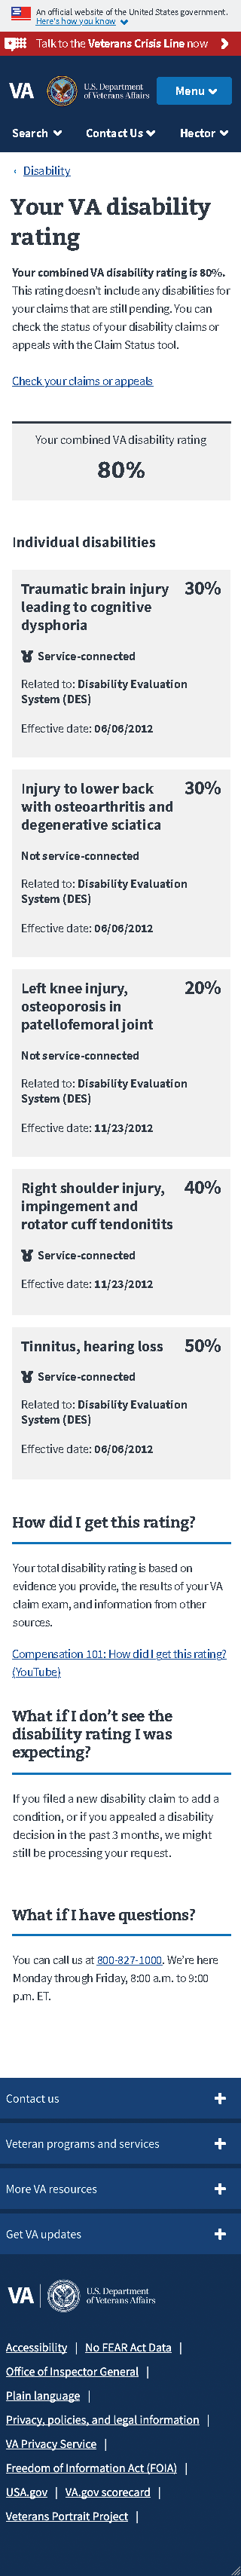 An official website of the United States government.
Here's how you know
Talk to the Veterans Crisis Line now
VA
U.S. Department
of Veterans Affairs
Menu
Search
Contact Us
Hector
‹ Disability
Your VA disability
rating
Your combined VA disability rating is 80%.
This rating doesn't include any disabilities for
your claims that are still pending. You can
check the status of your disability claims or
appeals with the Claim Status tool.
Check your claims or appeals
Your combined VA disability rating
80%
Individual disabilities
Traumatic brain injury 30%
leading to cognitive
dysphoria
Service-connected
Related to: Disability Evaluation
System (DES)
Effective date: 06/06/2012
Injury to lower back 30%
with osteoarthritis and
degenerative sciatica
Not service-connected
Related to: Disability Evaluation
System (DES)
Effective date: 06/06/2012
Left knee injury, 20%
osteoporosis in
patellofemoral joint
Not service-connected
Related to: Disability Evaluation
System (DES)
Effective date: 11/23/2012
Right shoulder injury, 40%
impingement and
rotator cuff tendonitis
Service-connected
Effective date: 11/23/2012
Tinnitus, hearing loss 50%
Service-connected
Related to: Disability Evaluation
System (DES)
Effective date: 06/06/2012
How did I get this rating?
Your total disability rating is based on
evidence you provide, the results of your VA
claim exam, and information from other
sources.
Compensation 101: How did I get this rating?
(YouTube)
What if I don't see the
disability rating I was
expecting?
If you filed a new disability claim to add a
condition, or if you appealed a disability
decision in the past 3 months, we might
still be processing your request.
What if I have questions?
You can call us at 800-827-1000. We're here
Monday through Friday, 8:00 a.m. to 9:00
p.m. ET.
Contact us
Veteran programs and services
More VA resources
Get VA updates
VA
U.S. Department
of Veterans Affairs
Accessibility | No FEAR Act Data |
Office of Inspector General |
Plain language |
Privacy, policies, and legal information |
VA Privacy Service |
Freedom of Information Act (FOIA) |
USA.gov | VA.gov scorecard |
Veterans Portrait Project |